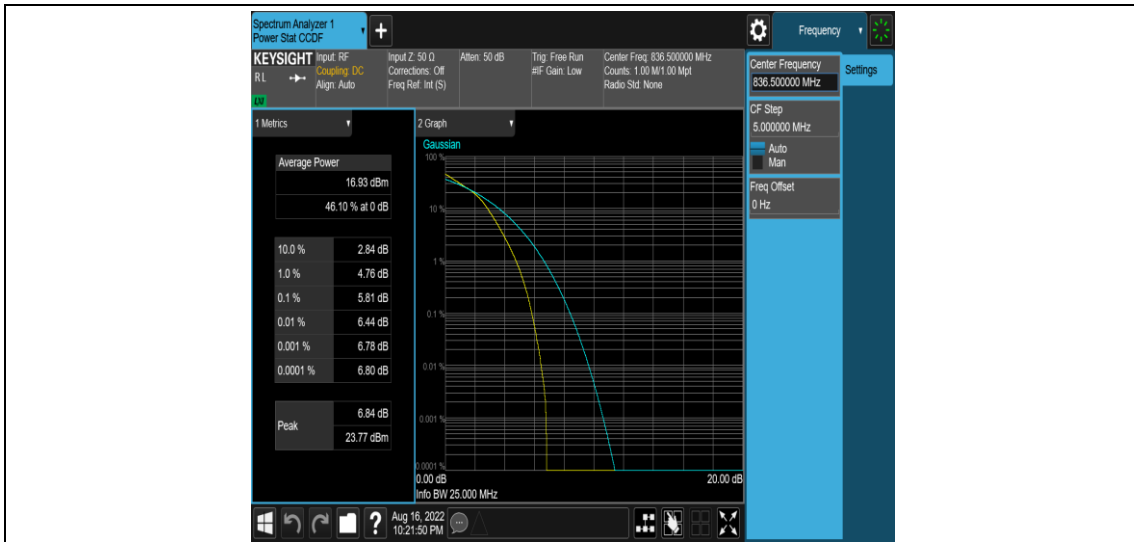 Spectrum Analyzer 1
Power Stat CCDF
Frequency
KEYSIGHT
RL
LXI
Input: RF
Coupling: DC
Align: Auto
Input Z: 50 Ω
Corrections: Off
Freq Ref: Int (S)
Atten: 50 dB
Trig: Free Run
#IF Gain: Low
Center Freq: 836.500000 MHz
Counts: 1.00 M/1.00 Mpt
Radio Std: None
Center Frequency
836.500000 MHz
Settings
CF Step
5.000000 MHz
Auto
Man
Freq Offset
0 Hz
1 Metrics
Average Power
16.93 dBm
46.10 % at 0 dB
10.0 % 2.84 dB
1.0 % 4.76 dB
0.1 % 5.81 dB
0.01 % 6.44 dB
0.001 % 6.78 dB
0.0001 % 6.80 dB
Peak
6.84 dB
23.77 dBm
2 Graph
Gaussian
100 %
10 %
1 %
0.1 %
0.01 %
0.001 %
0.0001 %
0.00 dB 20.00 dB
Info BW 25.000 MHz
?
Aug 16, 2022
10:21:50 PM